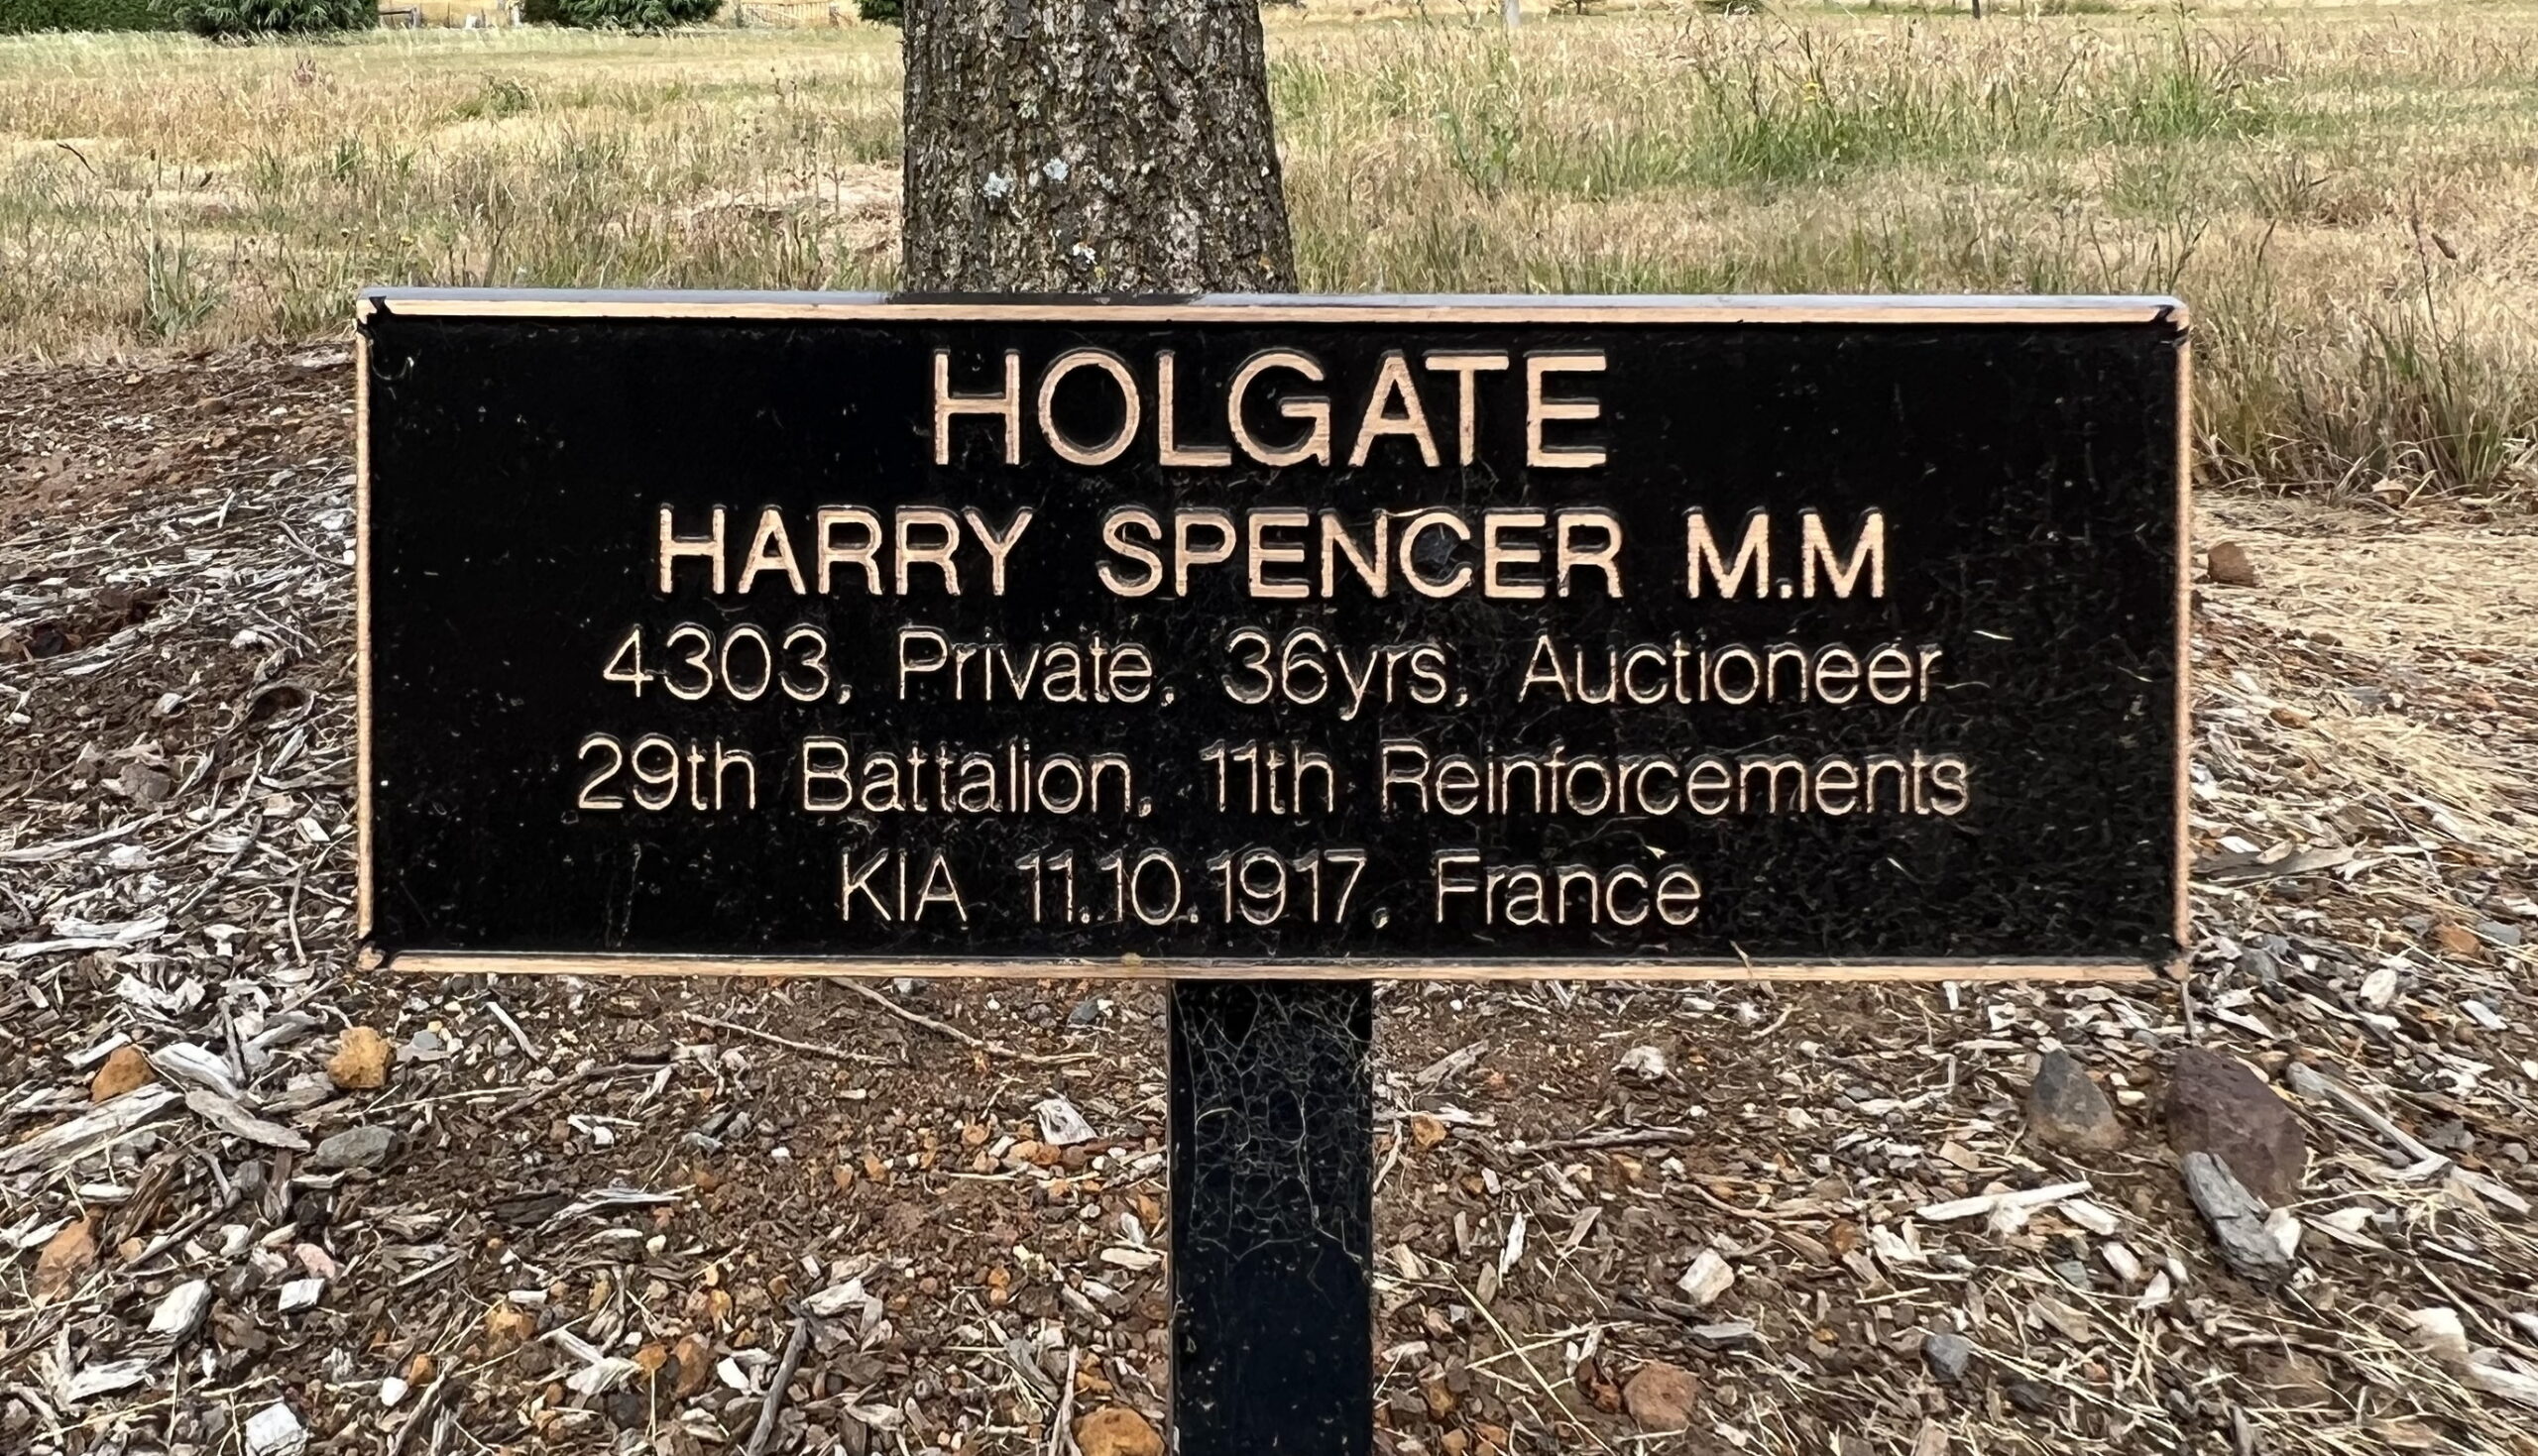 HOLGATE
HARRY SPENCER M.M
4303, Private, 36yrs, Auctioneer
29th Battalion, 11th Reinforcements
KIA 11.10.1917, France